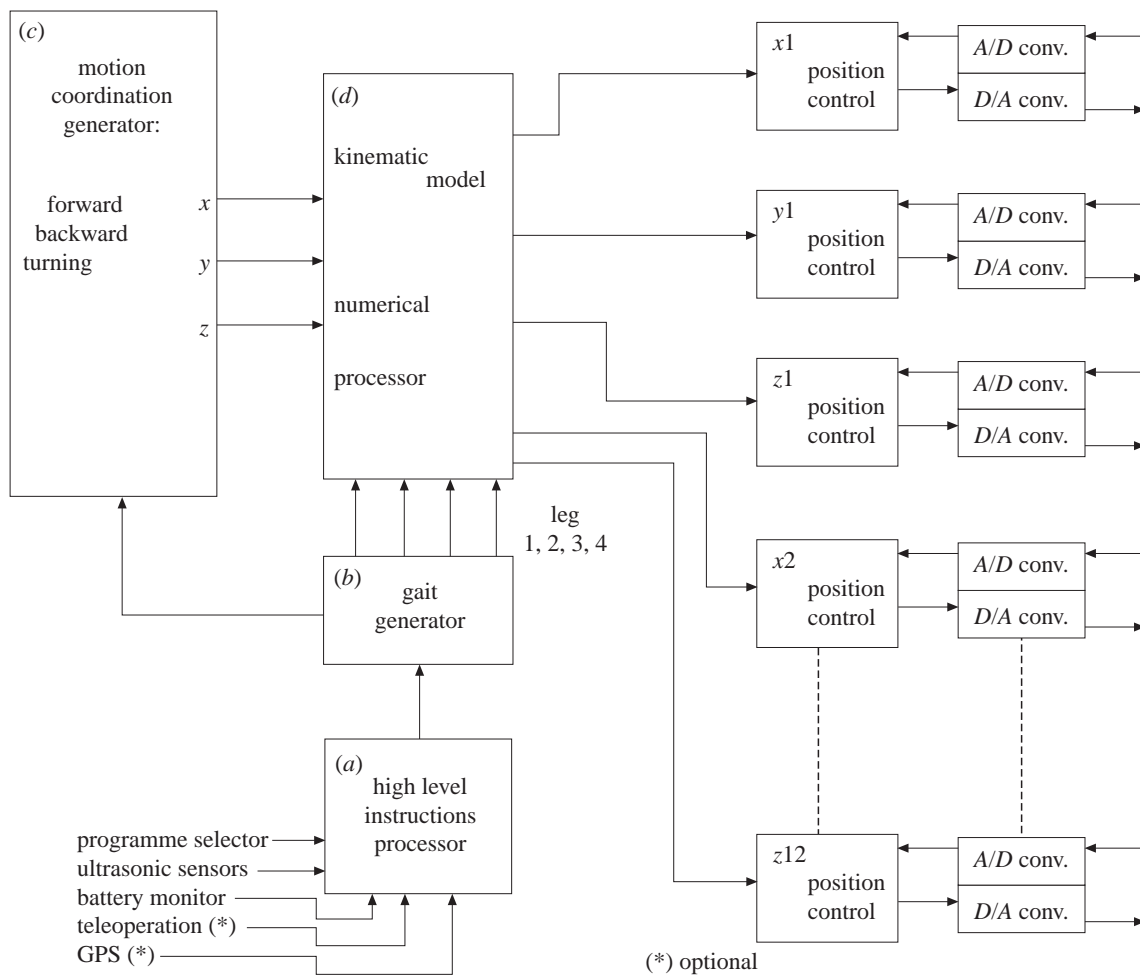 (c)
motion
coordination
generator:
forward
backward
turning
x
y
z
(d)
kinematic
model
numerical
processor
leg
1, 2, 3, 4
(b)
gait
generator
(a)
high level
instructions
processor
programme selector
ultrasonic sensors
battery monitor
teleoperation (*)
GPS (*)
x1
position
control
A/D conv.
D/A conv.
y1
position
control
A/D conv.
D/A conv.
z1
position
control
A/D conv.
D/A conv.
x2
position
control
A/D conv.
D/A conv.
z12
position
control
A/D conv.
D/A conv.
(*) optional